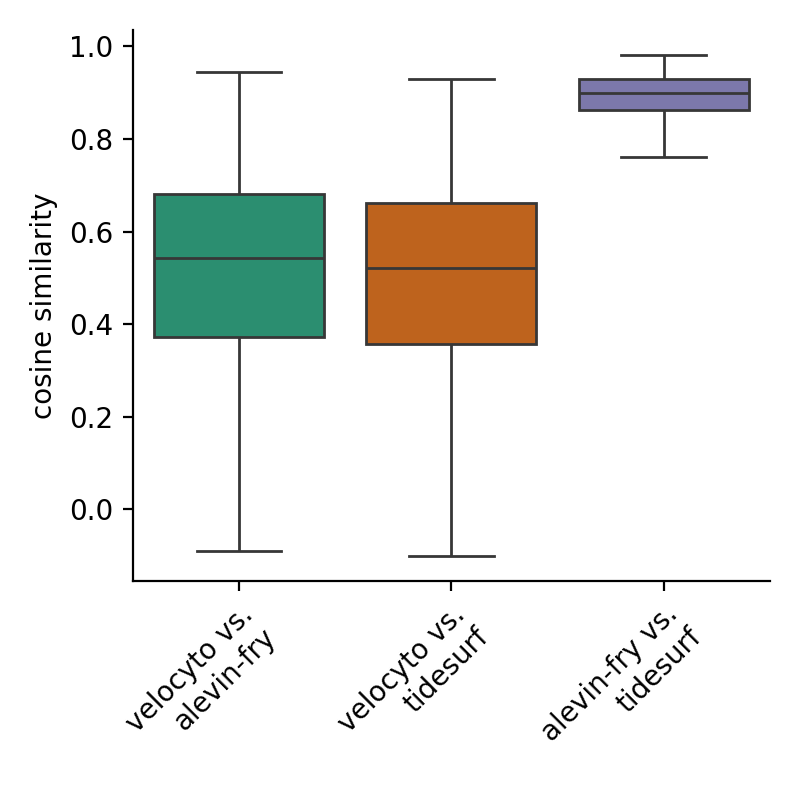 1.0
0.8
0.6
0.4
0.2
0.0
cosine similarity
velocyto vs.
alevin-fry
velocyto vs.
tidesurf
alevin-fry vs.
tidesurf